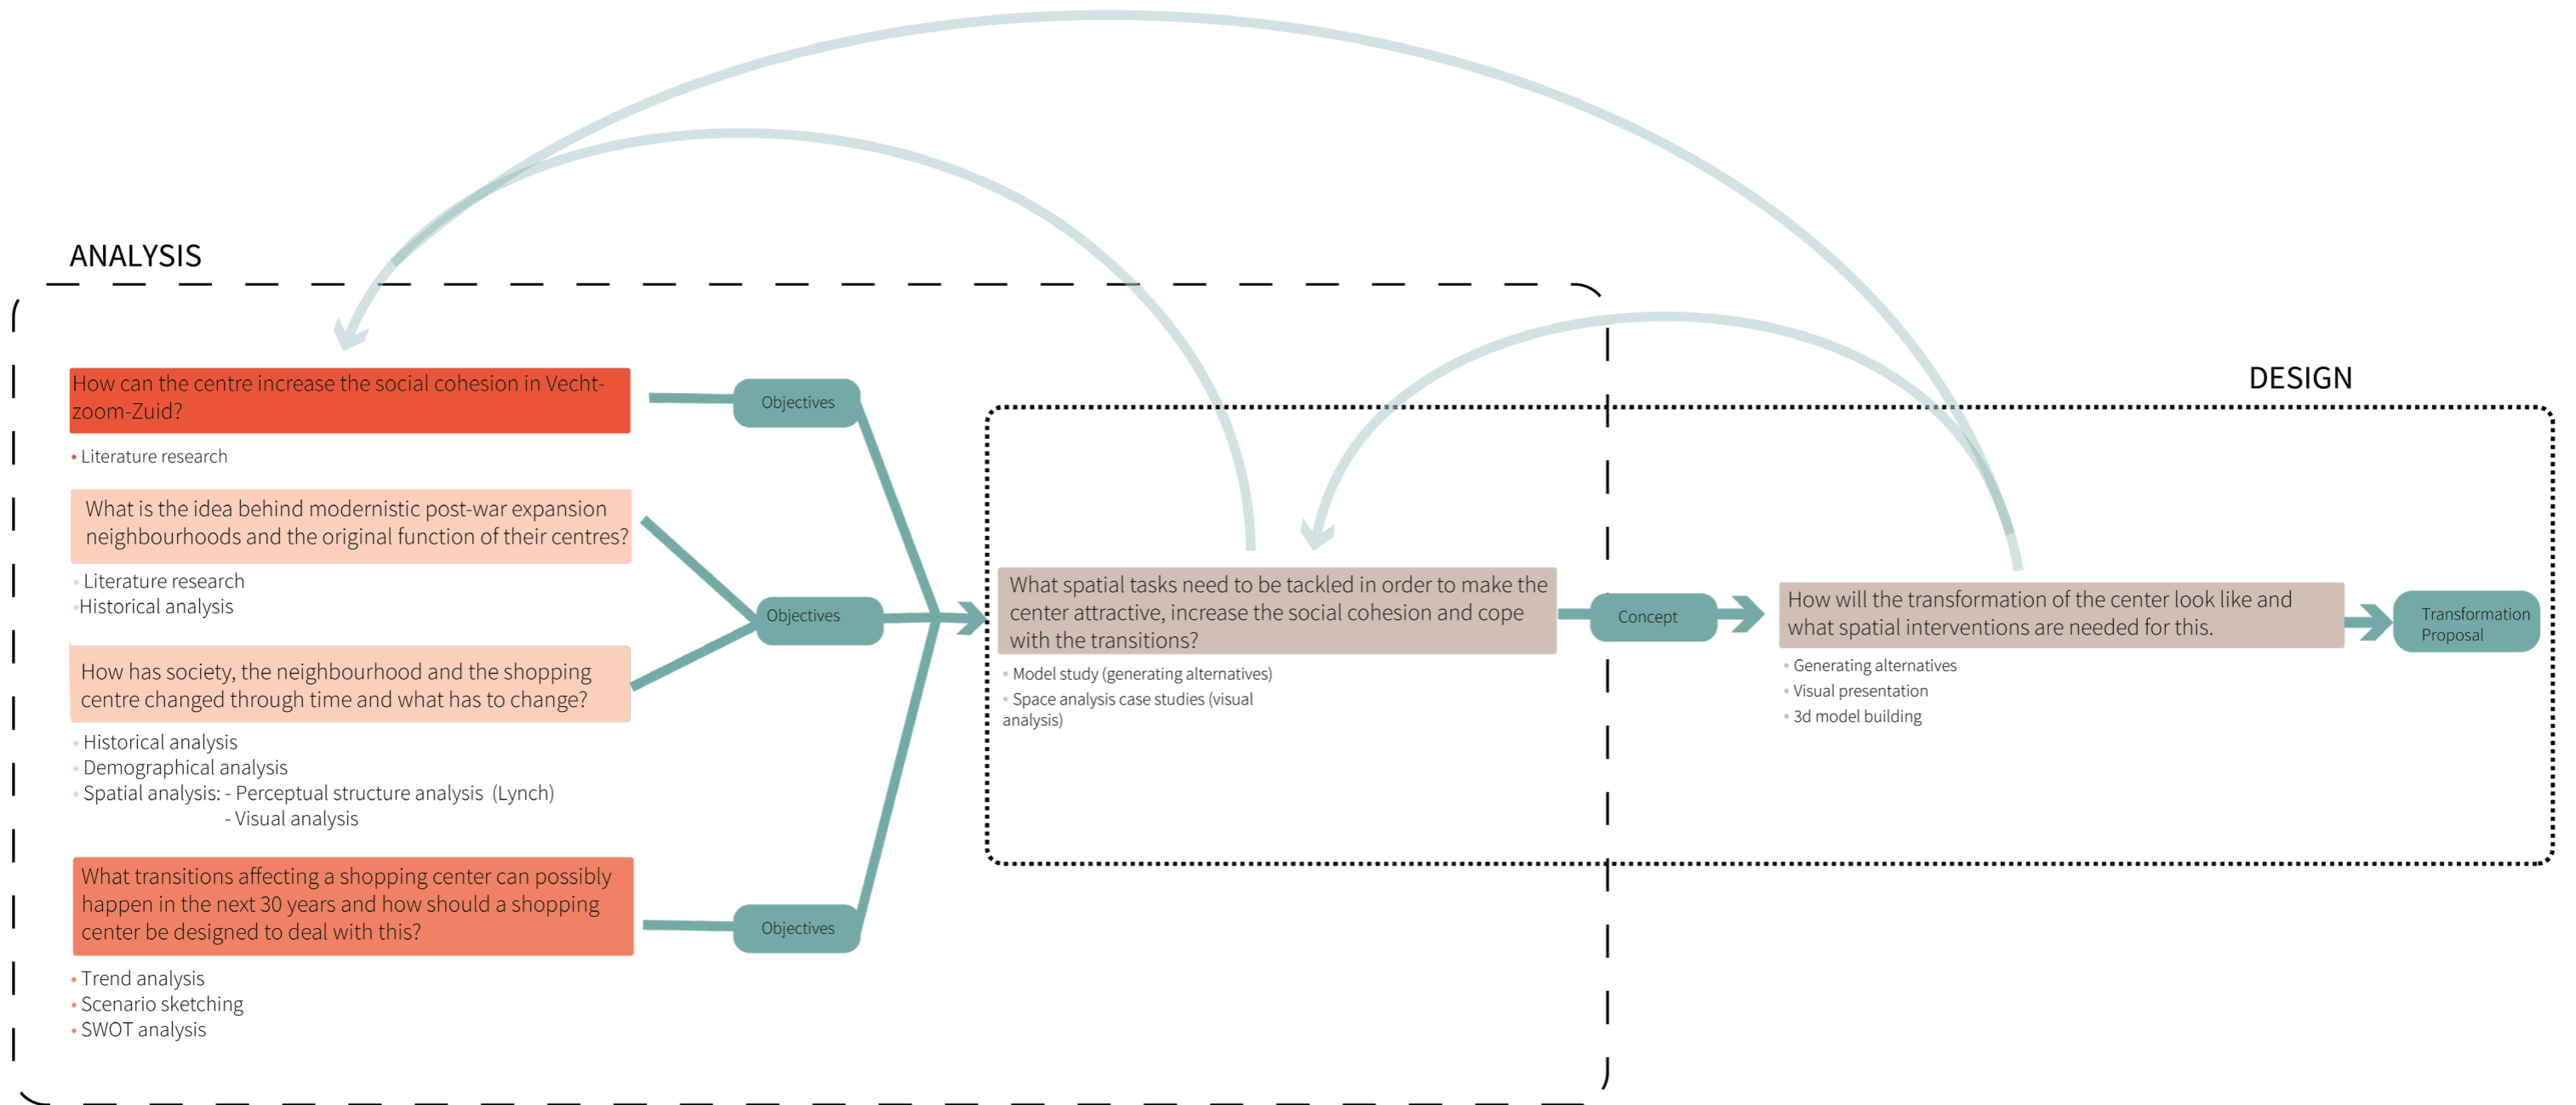 ANALYSIS
How can the centre increase the social cohesion in Vecht-
zoom-Zuid?
• Literature research
What is the idea behind modernistic post-war expansion
neighbourhoods and the original function of their centres?
• Literature research
•Historical analysis
How has society, the neighbourhood and the shopping
centre changed through time and what has to change?
• Historical analysis
• Demographical analysis
• Spatial analysis: - Perceptual structure analysis (Lynch)
- Visual analysis
What transitions affecting a shopping center can possibly
happen in the next 30 years and how should a shopping
center be designed to deal with this?
• Trend analysis
• Scenario sketching
• SWOT analysis
Objectives
Objectives
Objectives
DESIGN
What spatial tasks need to be tackled in order to make the
center attractive, increase the social cohesion and cope
with the transitions?
• Model study (generating alternatives)
• Space analysis case studies (visual
analysis)
Concept
How will the transformation of the center look like and
what spatial interventions are needed for this.
• Generating alternatives
• Visual presentation
• 3d model building
Transformation
Proposal